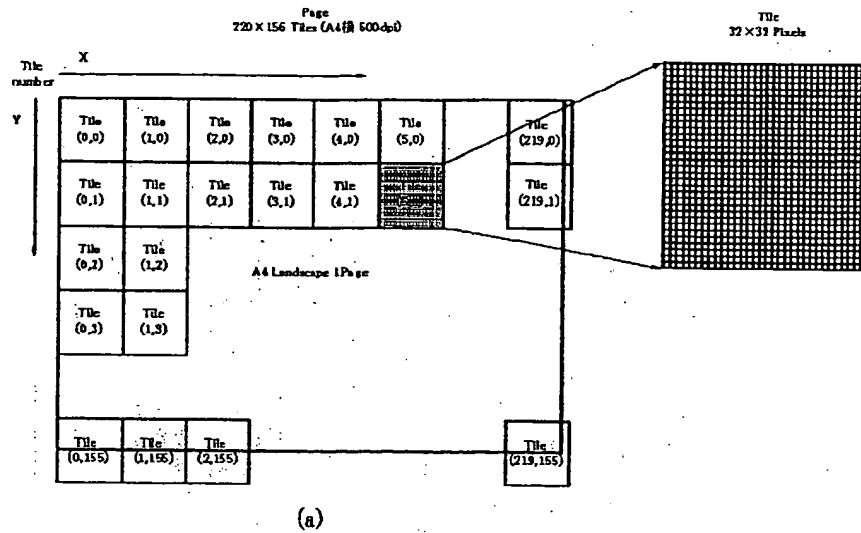 Page
220×156 Tiles (A4横 600dpi)
Tile
32×32 Pixels
X
Tile
number
Y
Tile
(0,0)
Tile
(1,0)
Tile
(2,0)
Tile
(3,0)
Tile
(4,0)
Tile
(5,0)
Tile
(219,0)
Tile
(0,1)
Tile
(1,1)
Tile
(2,1)
Tile
(3,1)
Tile
(4,1)
Tile
(219,1)
Tile
(0,2)
Tile
(1,2)
A4 Landscape 1Page
Tile
(0,3)
Tile
(1,3)
Tile
(0,155)
Tile
(1,155)
Tile
(2,155)
Tile
(219,155)
(a)